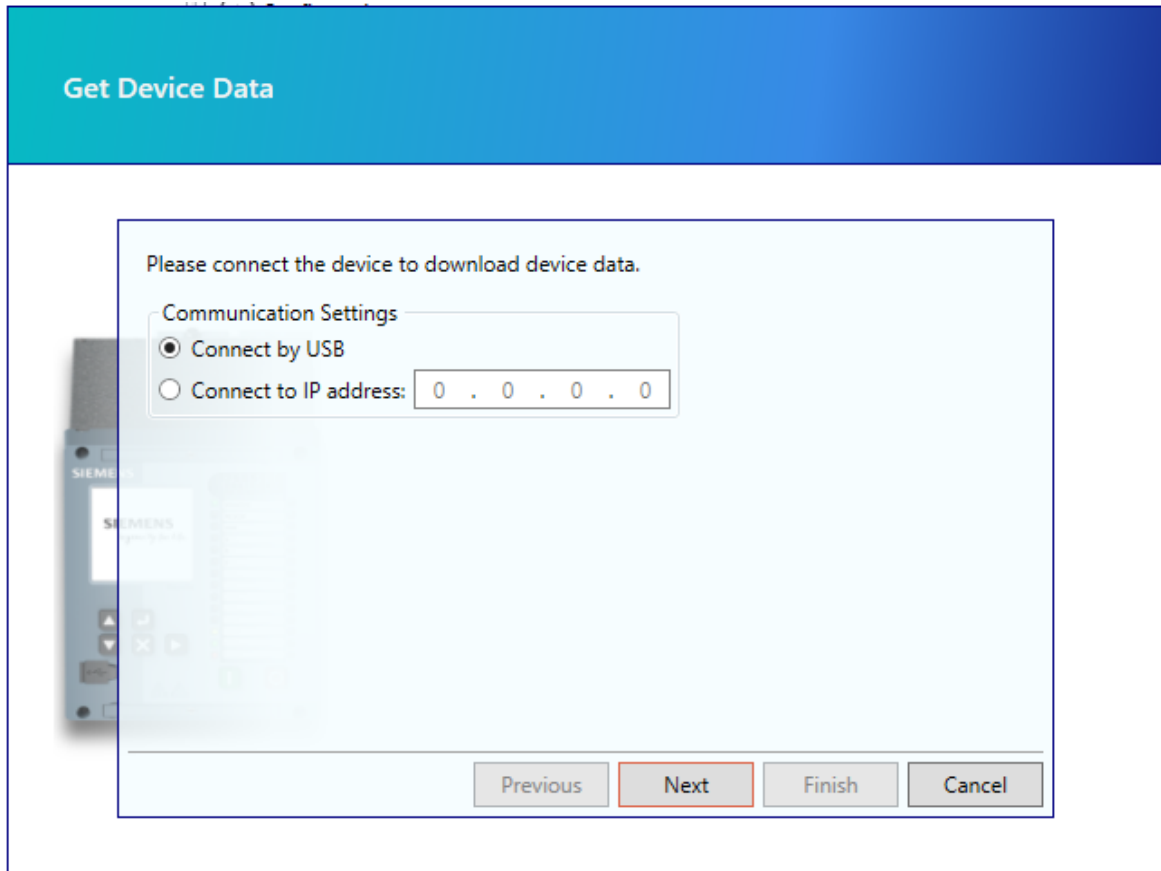 Get Device Data
Please connect the device to download device data.
Communication Settings
Connect by USB
Connect to IP address: 0 . 0 . 0 . 0
SIEMENS
SIEMENS
Previous Next Finish Cancel